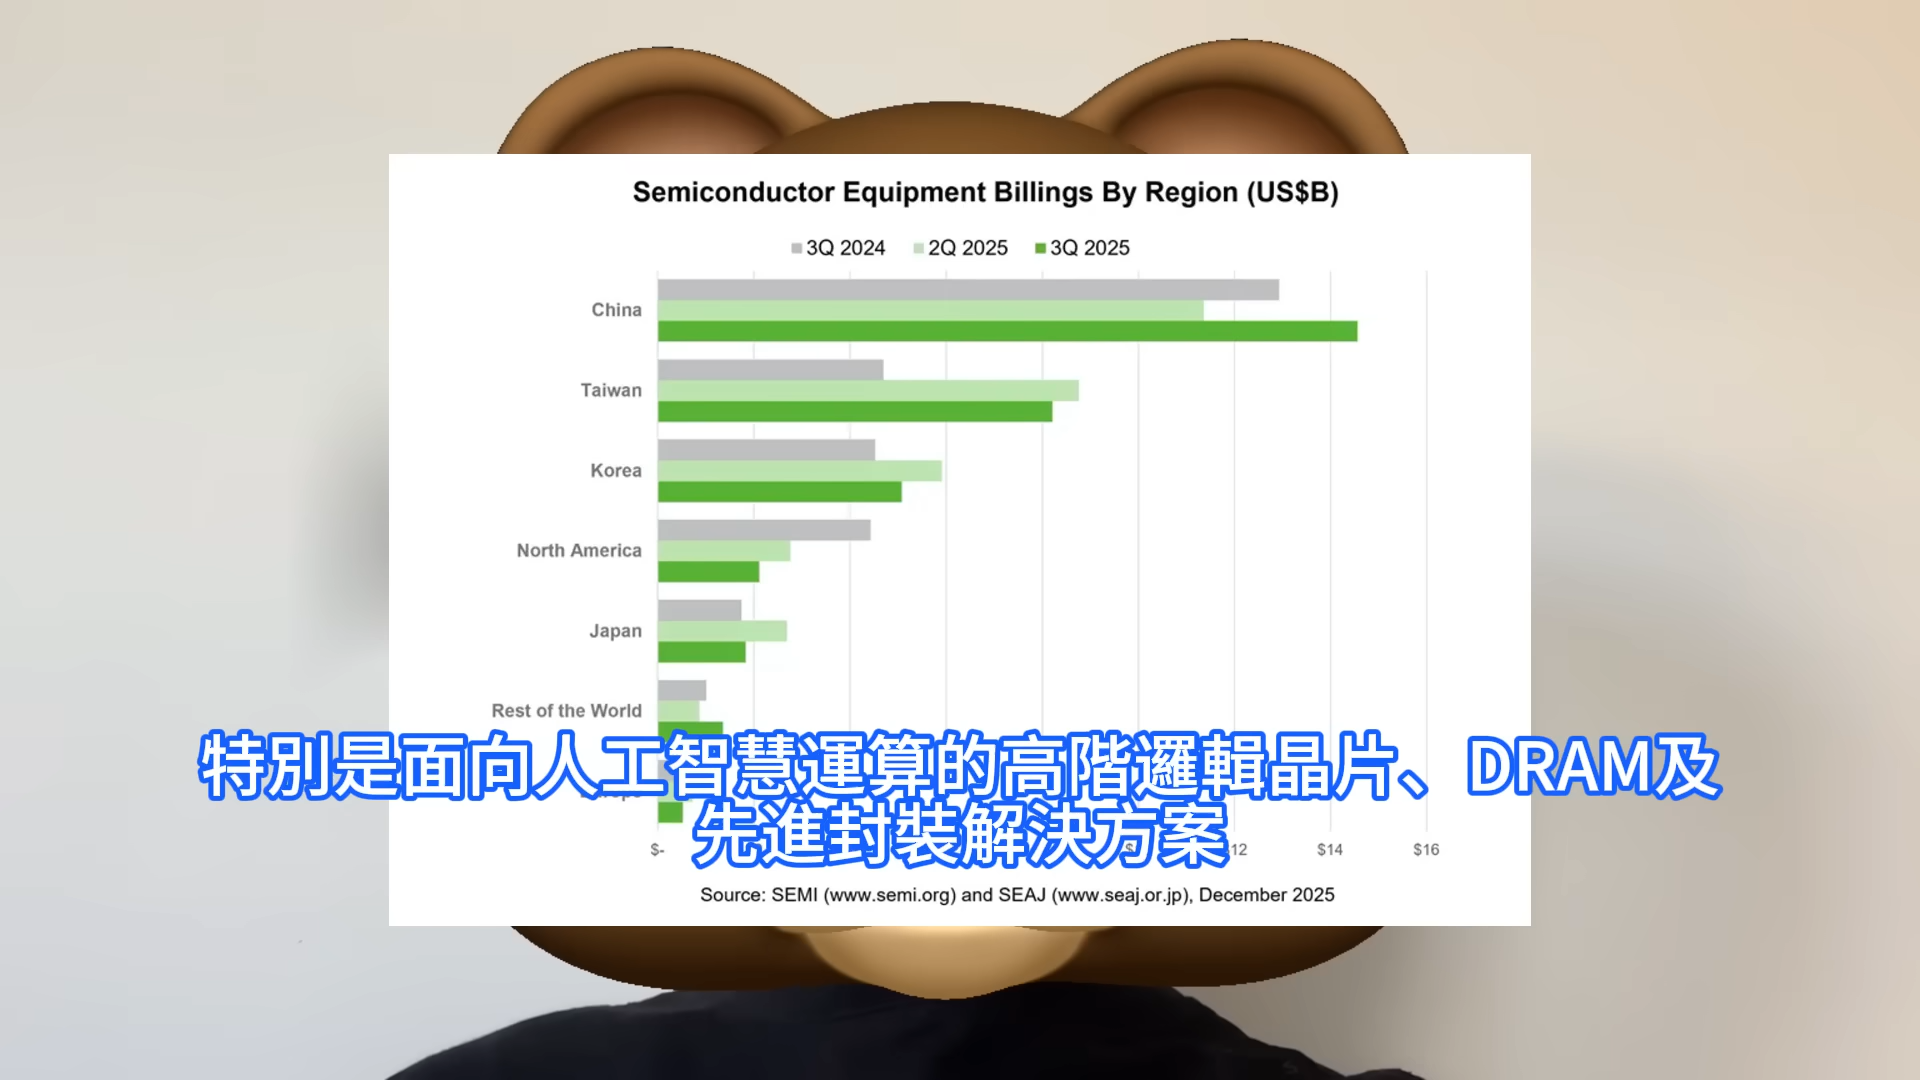 Semiconductor Equipment Billings By Region (US$B)
3Q 2024 2Q 2025 3Q 2025
China
Taiwan
Korea
North America
Japan
Rest of the World
特別是面向人工智慧運算的高階邏輯晶片、DRAM及
先進封裝解決方案
$- $14 $16
Source: SEMI (www.semi.org) and SEAJ (www.seaj.or.jp), December 2025